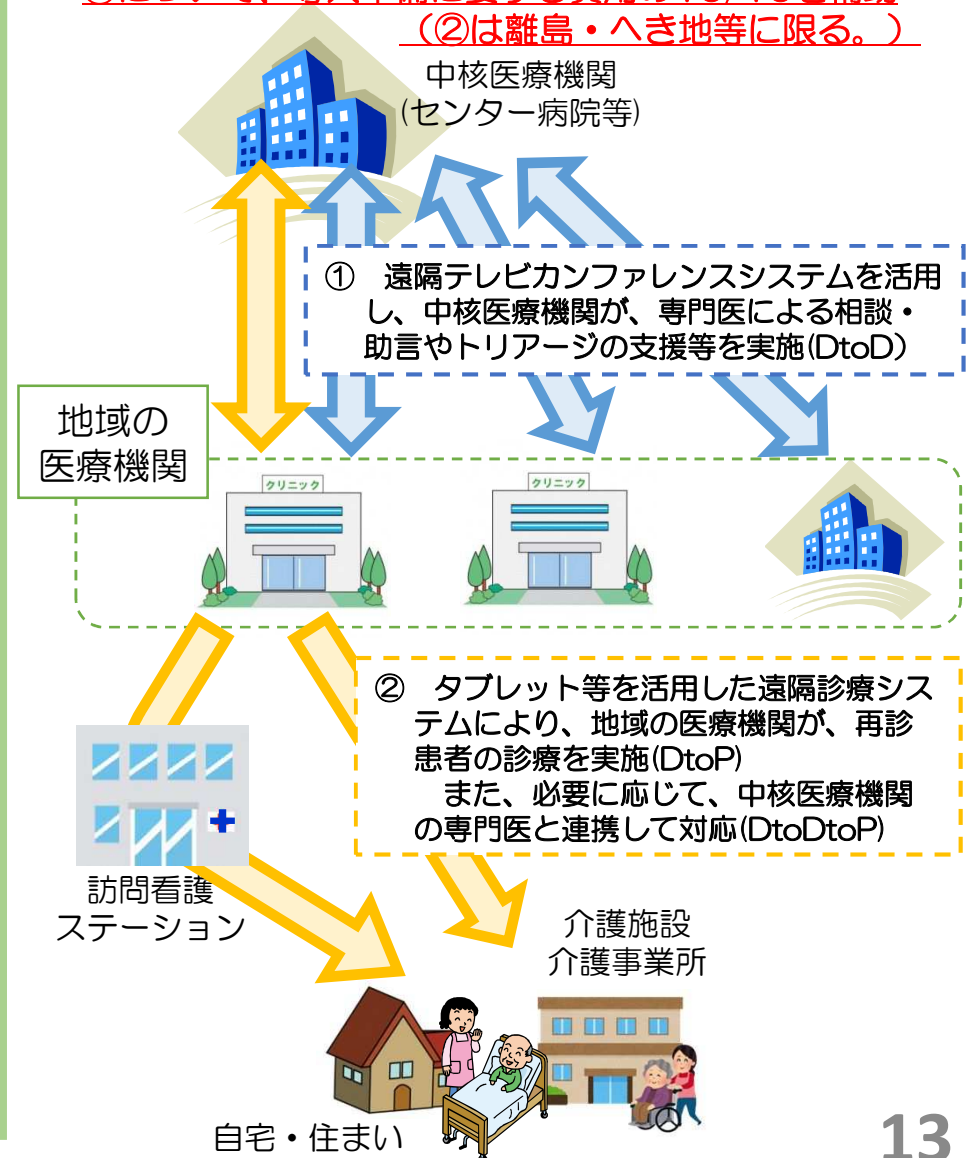 （②は離島・へき地等に限る。）
中核医療機関
(センター病院等)
①　遠隔テレビカンファレンスシステムを活用
し、中核医療機関が、専門医による相談・
助言やトリアージの支援等を実施(DtoD）
地域の
医療機関
クリニック
クリニック
②　タブレット等を活用した遠隔診療シス
テムにより、地域の医療機関が、再診
患者の診療を実施(DtoP)
また、必要に応じて、中核医療機関
の専門医と連携して対応(DtoDtoP)
訪問看護
ステーション
介護施設
介護事業所
自宅・住まい
13